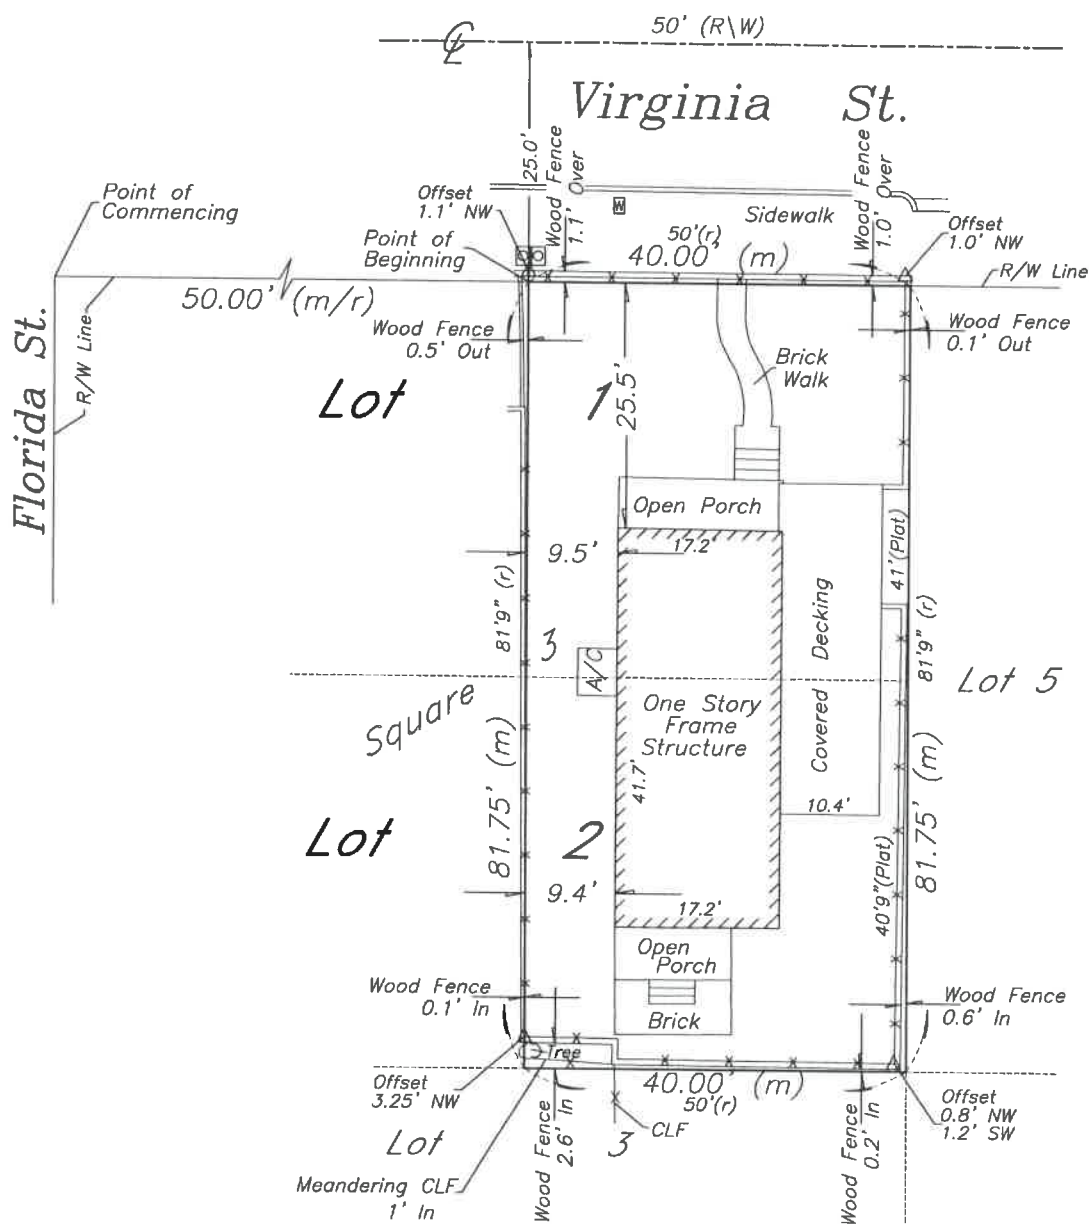 50' (R\W)
℄
Virginia St.
25.0'
Wood Fence
Over
1.1'
Wood Fence
Over
1.0'
Point of
Commencing
Offset
1.1' NW
W
Sidewalk
Offset
1.0' NW
Point of
Beginning
50'(r)
40.00' (m)
R/W Line
50.00' (m/r)
Florida St.
R/W Line
Wood Fence
0.5' Out
Wood Fence
0.1' Out
Lot 1
25.5'
Brick
Walk
Open Porch
41'(Plat)
9.5'
17.2'
81'9" (r)
3
A/C
Covered Decking
81'9" (r)
Lot 5
Square
One Story
Frame
Structure
41.7'
81.75' (m)
10.4'
81.75' (m)
Lot 2
40'9"(Plat)
9.4'
17.2'
Open
Porch
Brick
Wood Fence
0.1' In
Wood Fence
0.6' In
Tree
Offset
3.25' NW
40.00' (m)
50'(r)
Offset
0.8' NW
1.2' SW
CLF
Wood Fence
2.6' In
Wood Fence
0.2' In
Lot 3
Meandering CLF
1' In